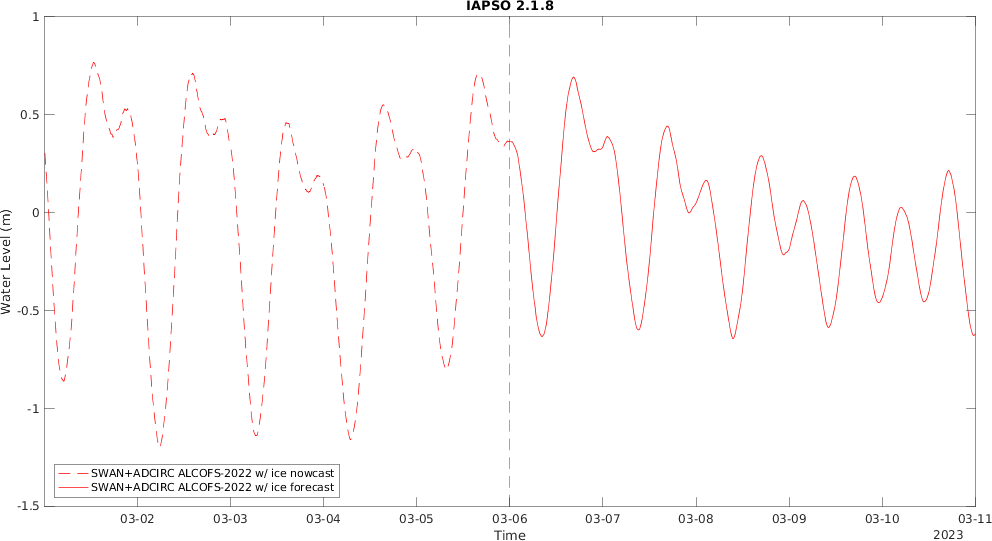 IAPSO 2.1.8
1
0.5
0
-0.5
-1
-1.5
Water Level (m)
SWAN+ADCIRC ALCOFS-2022 w/ ice nowcast
SWAN+ADCIRC ALCOFS-2022 w/ ice forecast
03-02 03-03 03-04 03-05 03-06 03-07 03-08 03-09 03-10 03-11
Time
2023